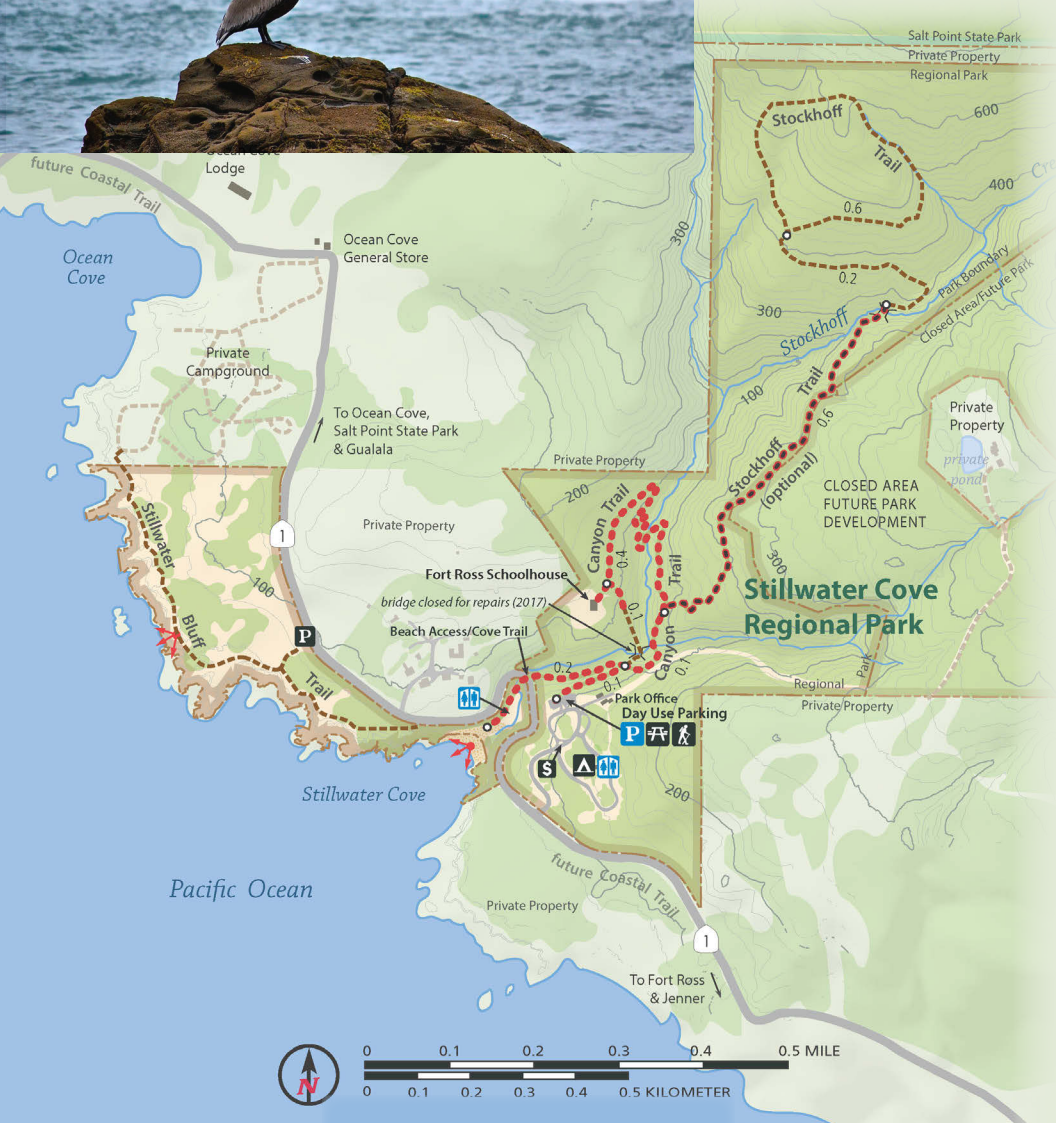 Salt Point State Park
Private Property
Regional Park
Stockhoff
Trail
600
400
0.6
300
0.2
300
Park Boundary
Closed Area/Future Park
Stockhoff
Lodge
future Coastal Trail
Ocean
Cove
Ocean Cove
General Store
Private
Campground
To Ocean Cove,
Salt Point State Park
& Gualala
100
Trail
0.6
Stockhoff
(optional)
Private
Property
private
pond
CLOSED AREA
FUTURE PARK
DEVELOPMENT
300
Private Property
200
Canyon Trail
0.4
Private Property
1
Stillwater
Bluff
Trail
100
P
Fort Ross Schoolhouse
bridge closed for repairs (2017)
Beach Access/Cove Trail
0.1
Trail
Canyon
0.1
0.2
0.1
Stillwater Cove
Regional Park
Park
Regional
Private Property
Park Office
Day Use Parking
P
$
200
Stillwater Cove
Pacific Ocean
future Coastal Trail
Private Property
1
To Fort Ross
& Jenner
N
0 0.1 0.2 0.3 0.4 0.5 MILE
0 0.1 0.2 0.3 0.4 0.5 KILOMETER